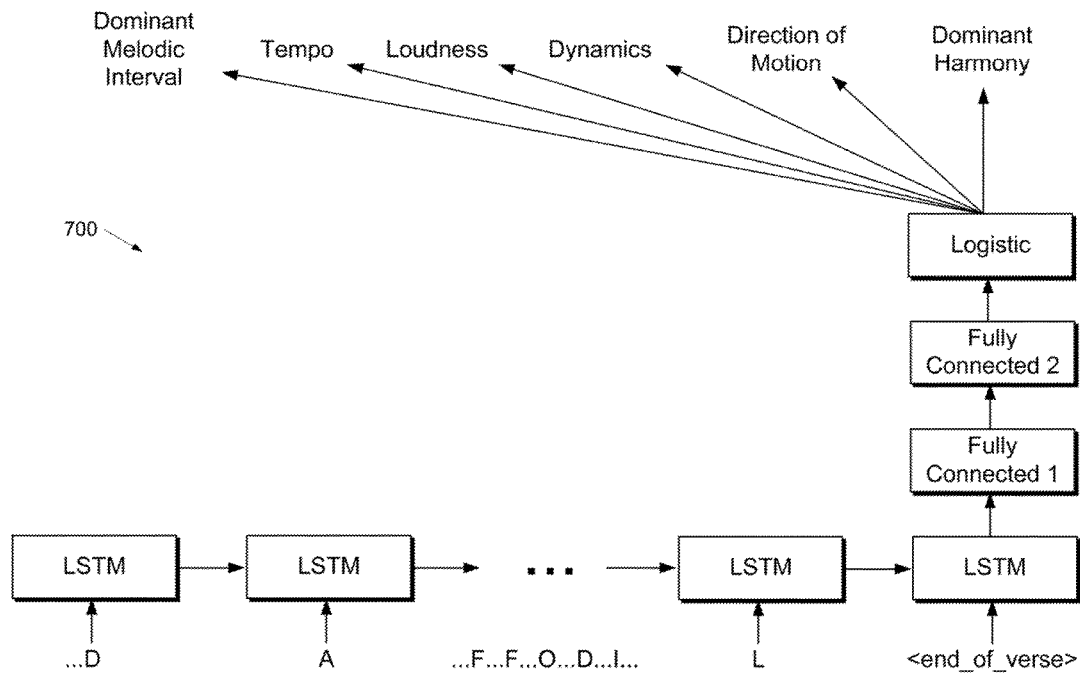 Dominant
Melodic
Interval
Tempo
Loudness
Dynamics
Direction of
Motion
Dominant
Harmony
700
Logistic
Fully
Connected 2
Fully
Connected 1
LSTM
LSTM
...
LSTM
LSTM
...D
A
...F...F...O...D...I...
L
<end_of_verse>